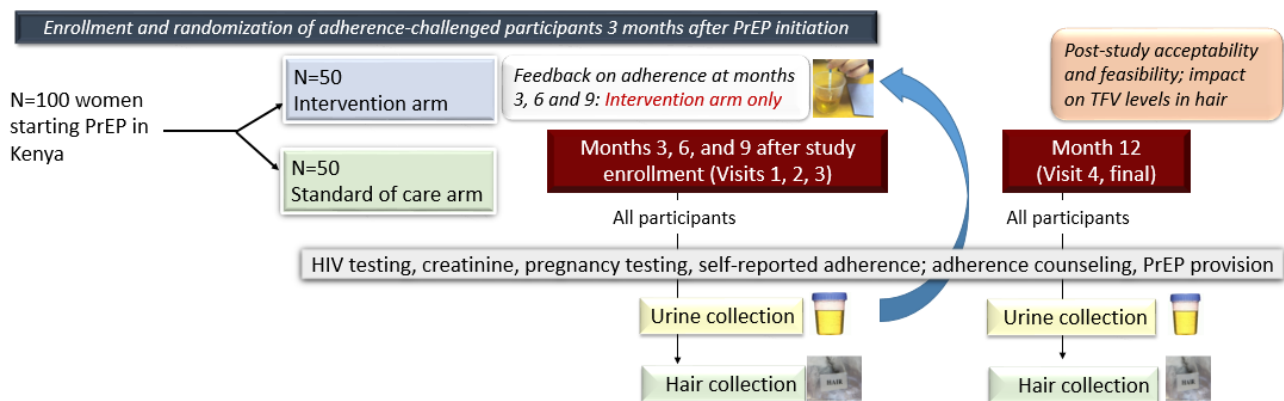 Enrollment and randomization of adherence-challenged participants 3 months after PrEP initiation
N=100 women
starting PrEP in
Kenya
N=50
Intervention arm
N=50
Standard of care arm
Feedback on adherence at months
3, 6 and 9: Intervention arm only
Post-study acceptability
and feasibility; impact
on TFV levels in hair
Months 3, 6, and 9 after study
enrollment (Visits 1, 2, 3)
Month 12
(Visit 4, final)
All participants
All participants
HIV testing, creatinine, pregnancy testing, self-reported adherence; adherence counseling, PrEP provision
Urine collection
Urine collection
Hair collection
HAIR
Hair collection
HAIR